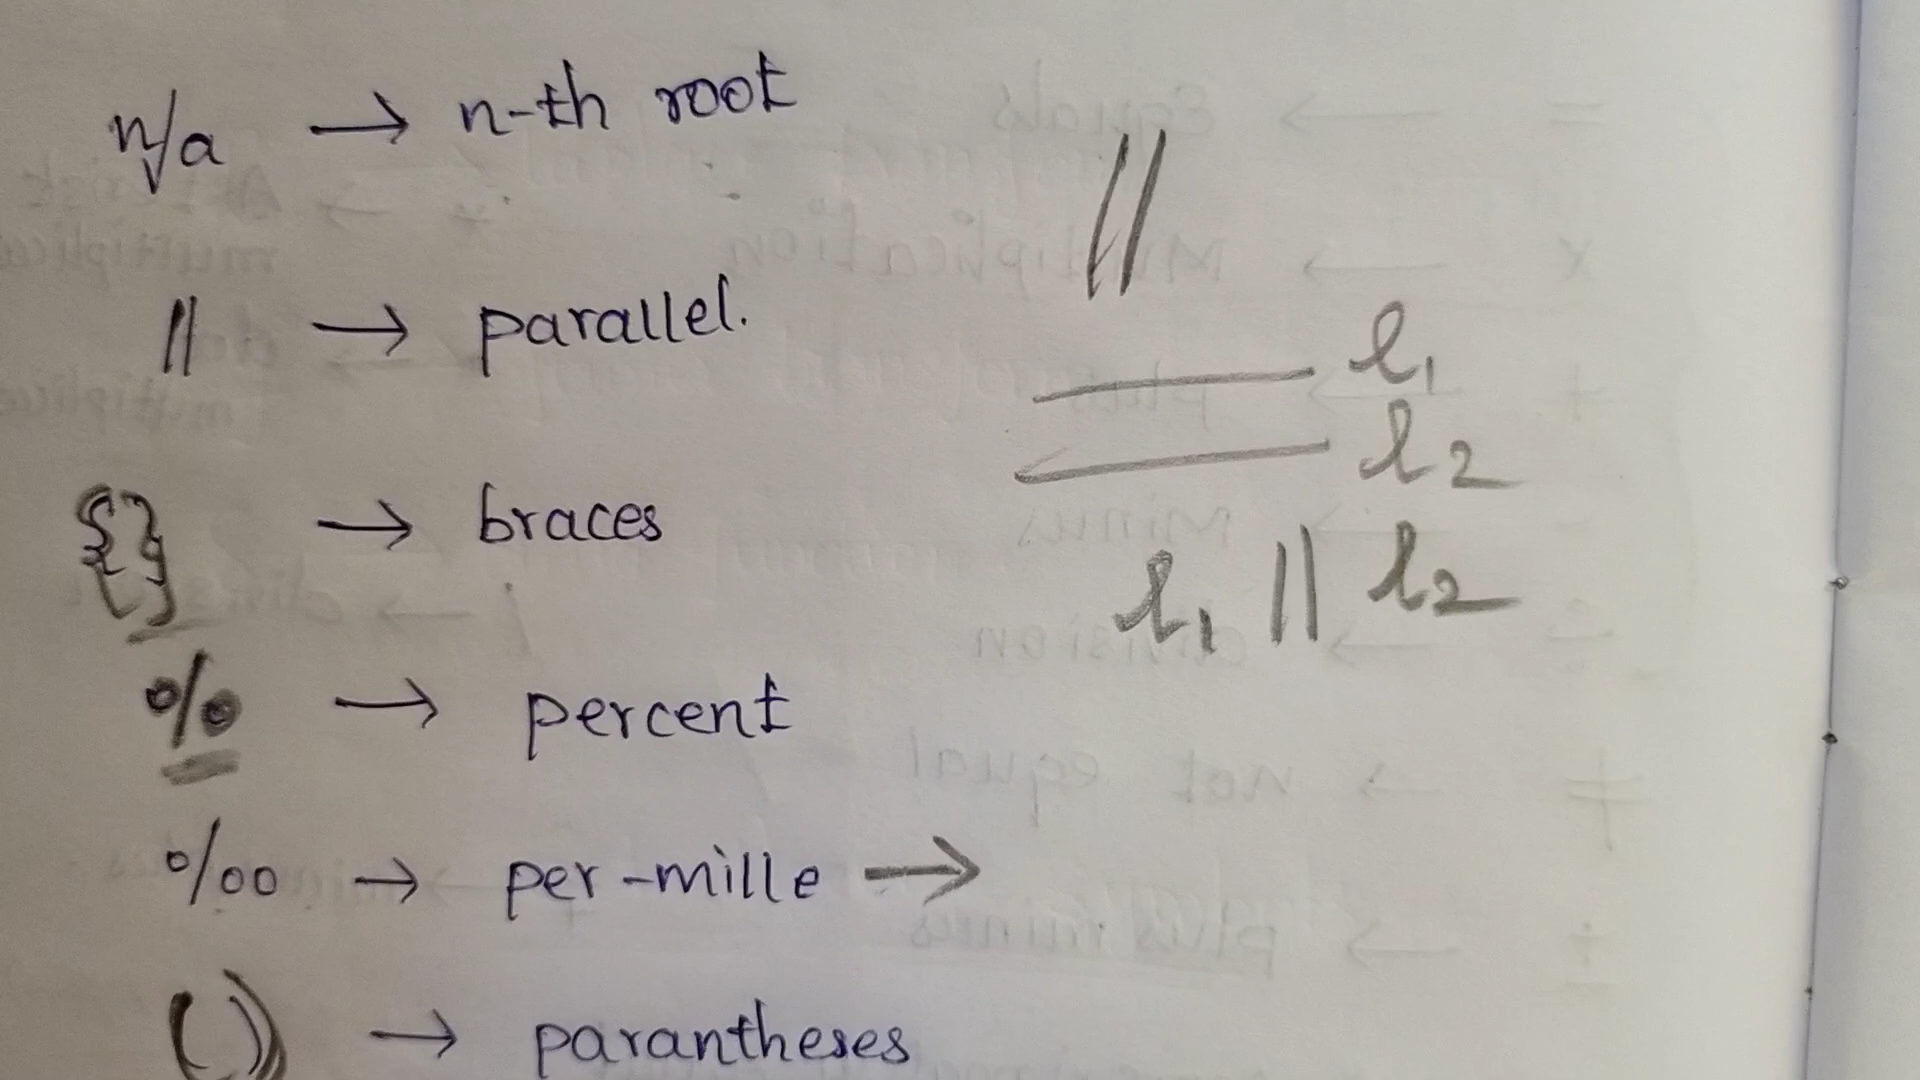 ⁿ√a → n-th root
|| → parallel.
{} → braces
% → percent
‰ → per-mille →
() → parantheses
||
l₁
l₂
l₁ || l₂